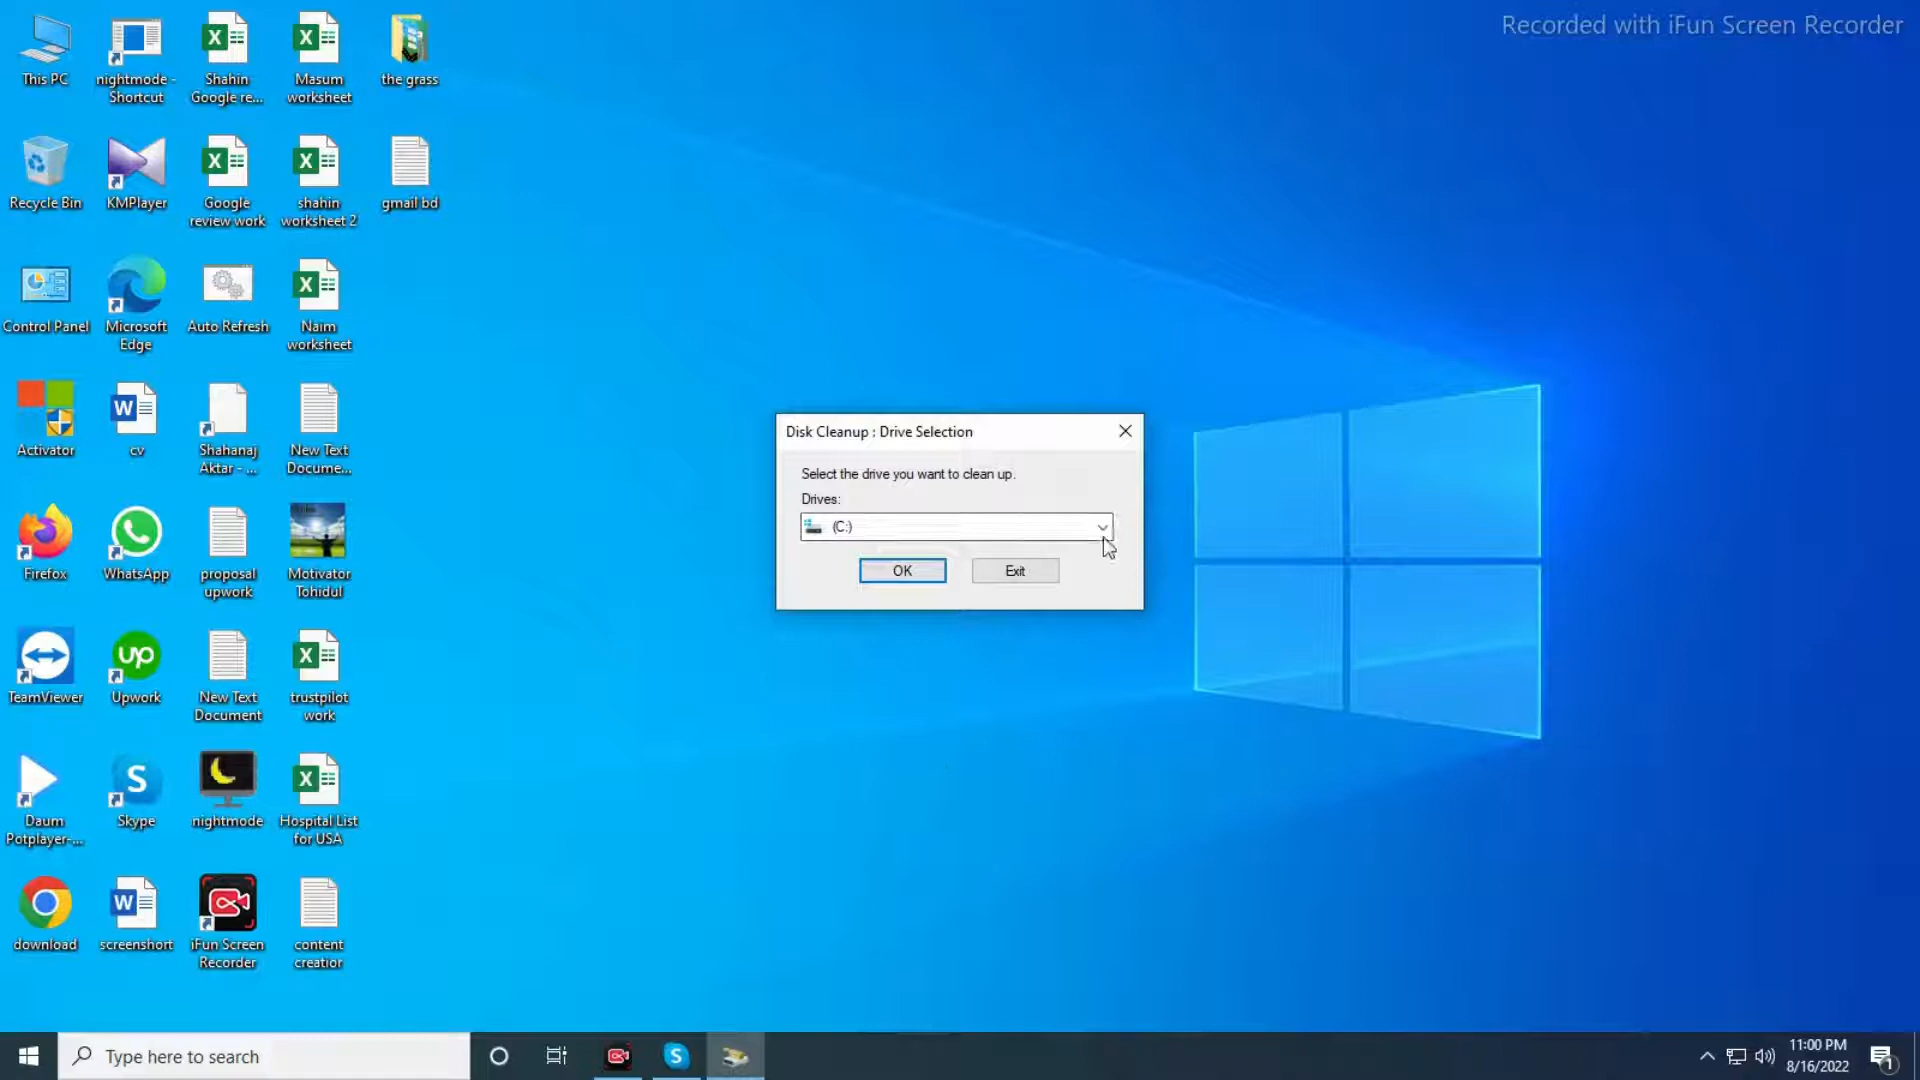 Recorded with iFun Screen Recorder
This PC
nightmode -
Shortcut
Shahin
Google re...
Masum
worksheet
the grass
Recycle Bin
KMPlayer
Google
review work
shahin
worksheet 2
gmail bd
Control Panel
Microsoft
Edge
Auto Refresh
Naim
worksheet
Activator
cv
Shahanaj
Aktar - ...
New Text
Docume...
Firefox
WhatsApp
proposal
upwork
Motivator
Tohidul
TeamViewer
Upwork
New Text
Document
trustpilot
work
Daum
Potplayer-...
Skype
nightmode
Hospital List
for USA
download
screenshort
iFun Screen
Recorder
content
creatior
Disk Cleanup : Drive Selection
Select the drive you want to clean up.
Drives:
(C:)
OK
Exit
Type here to search
11:00 PM
8/16/2022
1